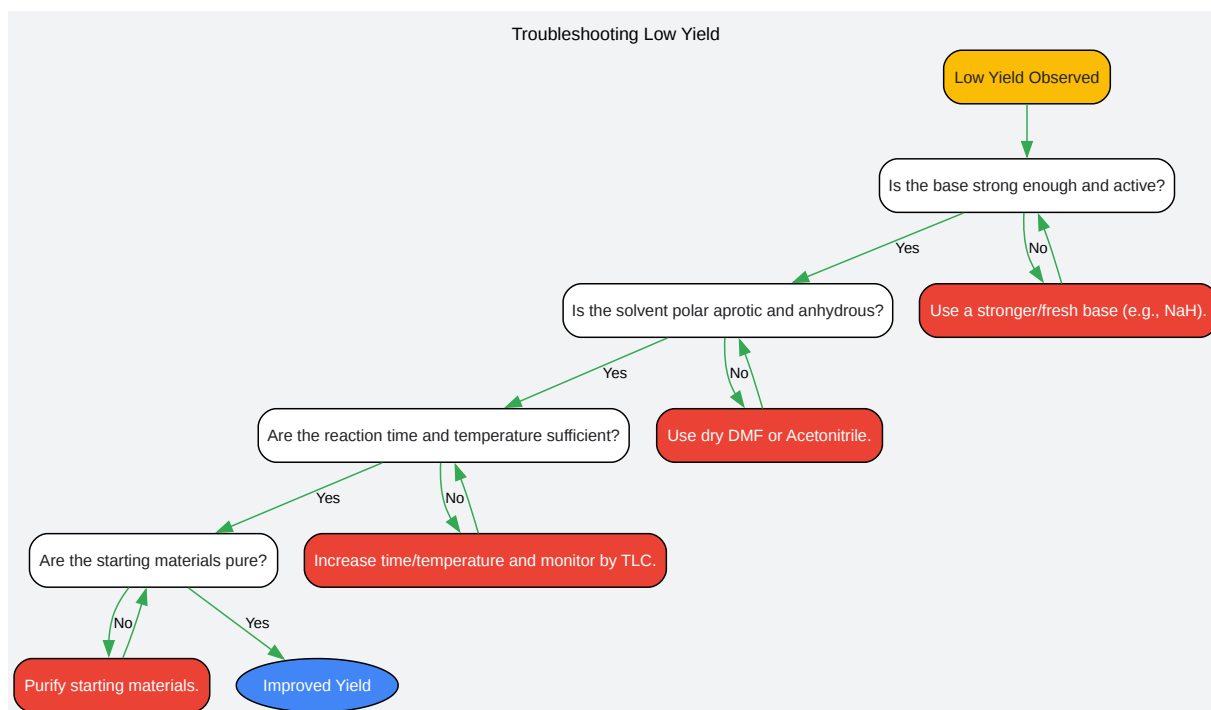 Troubleshooting Low Yield
Low Yield Observed
Is the base strong enough and active?
Yes
No
Is the solvent polar aprotic and anhydrous?
Use a stronger/fresh base (e.g., NaH).
Yes
No
Are the reaction time and temperature sufficient?
Use dry DMF or Acetonitrile.
Yes
No
Are the starting materials pure?
Increase time/temperature and monitor by TLC.
No
Yes
Purify starting materials.
Improved Yield